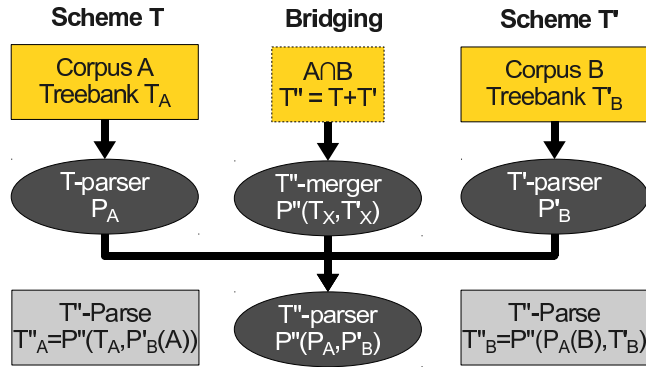 Scheme T
Bridging
Scheme T'
Corpus A
Treebank T_A
A∩B
T" = T+T'
Corpus B
Treebank T'_B
T-parser
P_A
T"-merger
P"(T_X,T'_X)
T'-parser
P'_B
T"-Parse
T"_A=P"(T_A,P'_B(A))
T"-parser
P"(P_A,P'_B)
T"-Parse
T"_B=P"(P_A(B),T'_B)